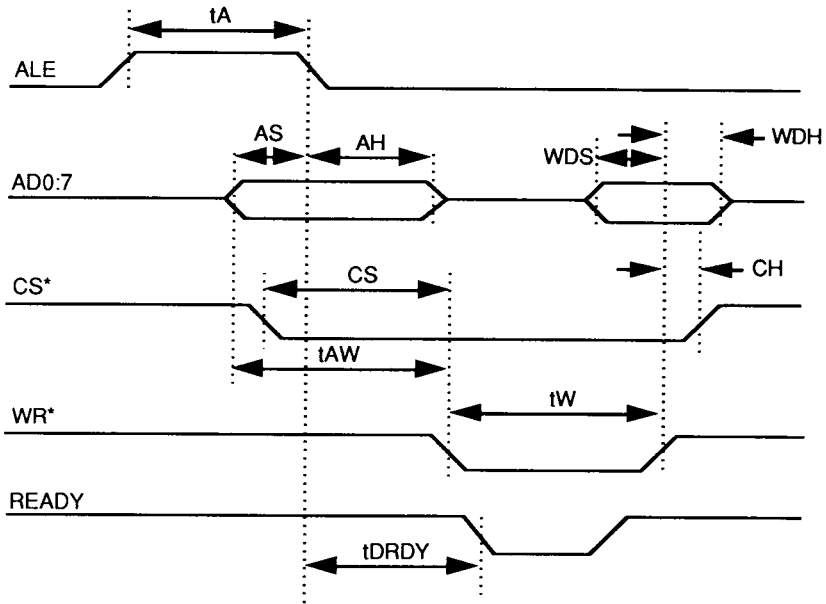 tA
ALE
AS
AH
WDS
WDH
AD0:7
CS
CH
CS*
tAW
tW
WR*
READY
tDRDY